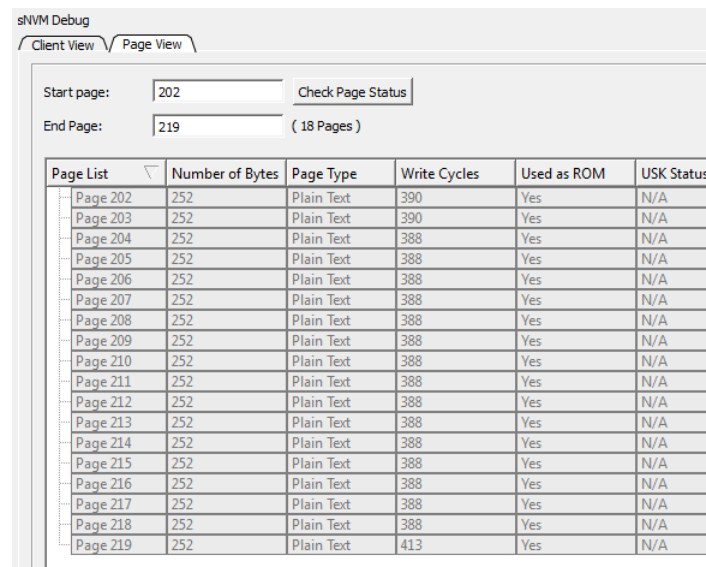 sNVM Debug
Client View Page View
Start page: 202 Check Page Status
End Page: 219 ( 18 Pages )
Page List Number of Bytes Page Type Write Cycles Used as ROM USK Status
Page 202 252 Plain Text 390 Yes N/A
Page 203 252 Plain Text 390 Yes N/A
Page 204 252 Plain Text 388 Yes N/A
Page 205 252 Plain Text 388 Yes N/A
Page 206 252 Plain Text 388 Yes N/A
Page 207 252 Plain Text 388 Yes N/A
Page 208 252 Plain Text 388 Yes N/A
Page 209 252 Plain Text 388 Yes N/A
Page 210 252 Plain Text 388 Yes N/A
Page 211 252 Plain Text 388 Yes N/A
Page 212 252 Plain Text 388 Yes N/A
Page 213 252 Plain Text 388 Yes N/A
Page 214 252 Plain Text 388 Yes N/A
Page 215 252 Plain Text 388 Yes N/A
Page 216 252 Plain Text 388 Yes N/A
Page 217 252 Plain Text 388 Yes N/A
Page 218 252 Plain Text 388 Yes N/A
Page 219 252 Plain Text 413 Yes N/A